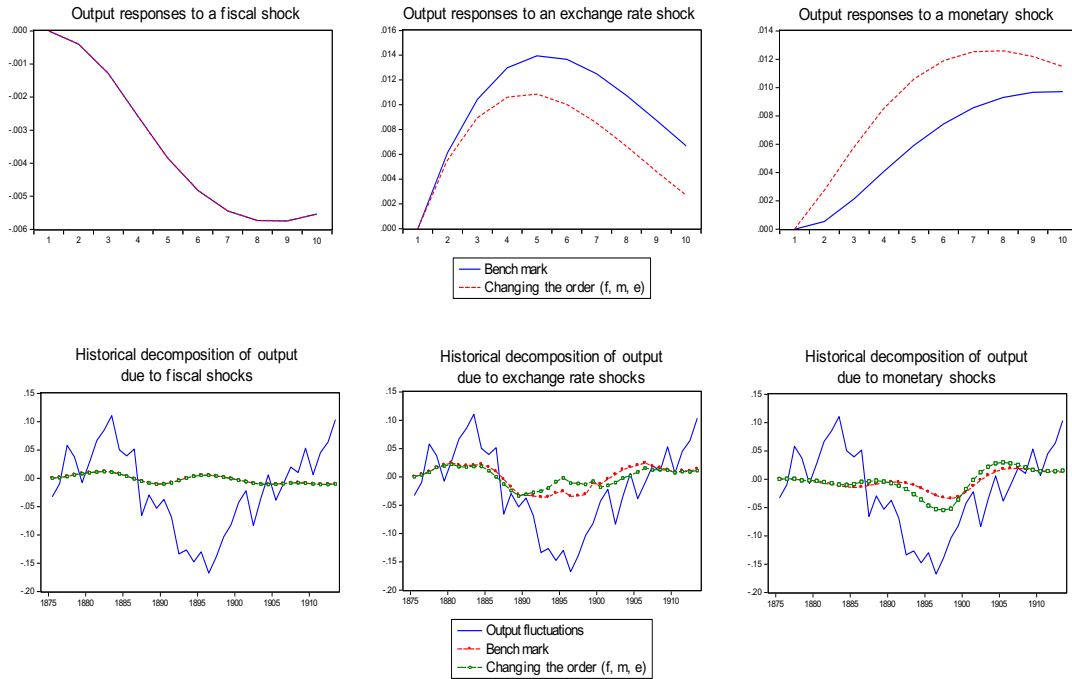 Output responses to a fiscal shock
.000
-.001
-.002
-.003
-.004
-.005
-.006
1 2 3 4 5 6 7 8 9 10
Output responses to an exchange rate shock
.016
.014
.012
.010
.008
.006
.004
.002
.000
1 2 3 4 5 6 7 8 9 10
Output responses to a monetary shock
.014
.012
.010
.008
.006
.004
.002
.000
1 2 3 4 5 6 7 8 9 10
Bench mark
Changing the order (f, m, e)
Historical decomposition of output
due to fiscal shocks
.15
.10
.05
.00
-.05
-.10
-.15
-.20
1875 1880 1885 1890 1895 1900 1905 1910
Historical decomposition of output
due to exchange rate shocks
.15
.10
.05
.00
-.05
-.10
-.15
-.20
1875 1880 1885 1890 1895 1900 1905 1910
Historical decomposition of output
due to monetary shocks
.15
.10
.05
.00
-.05
-.10
-.15
-.20
1875 1880 1885 1890 1895 1900 1905 1910
Output fluctuations
Bench mark
Changing the order (f, m, e)